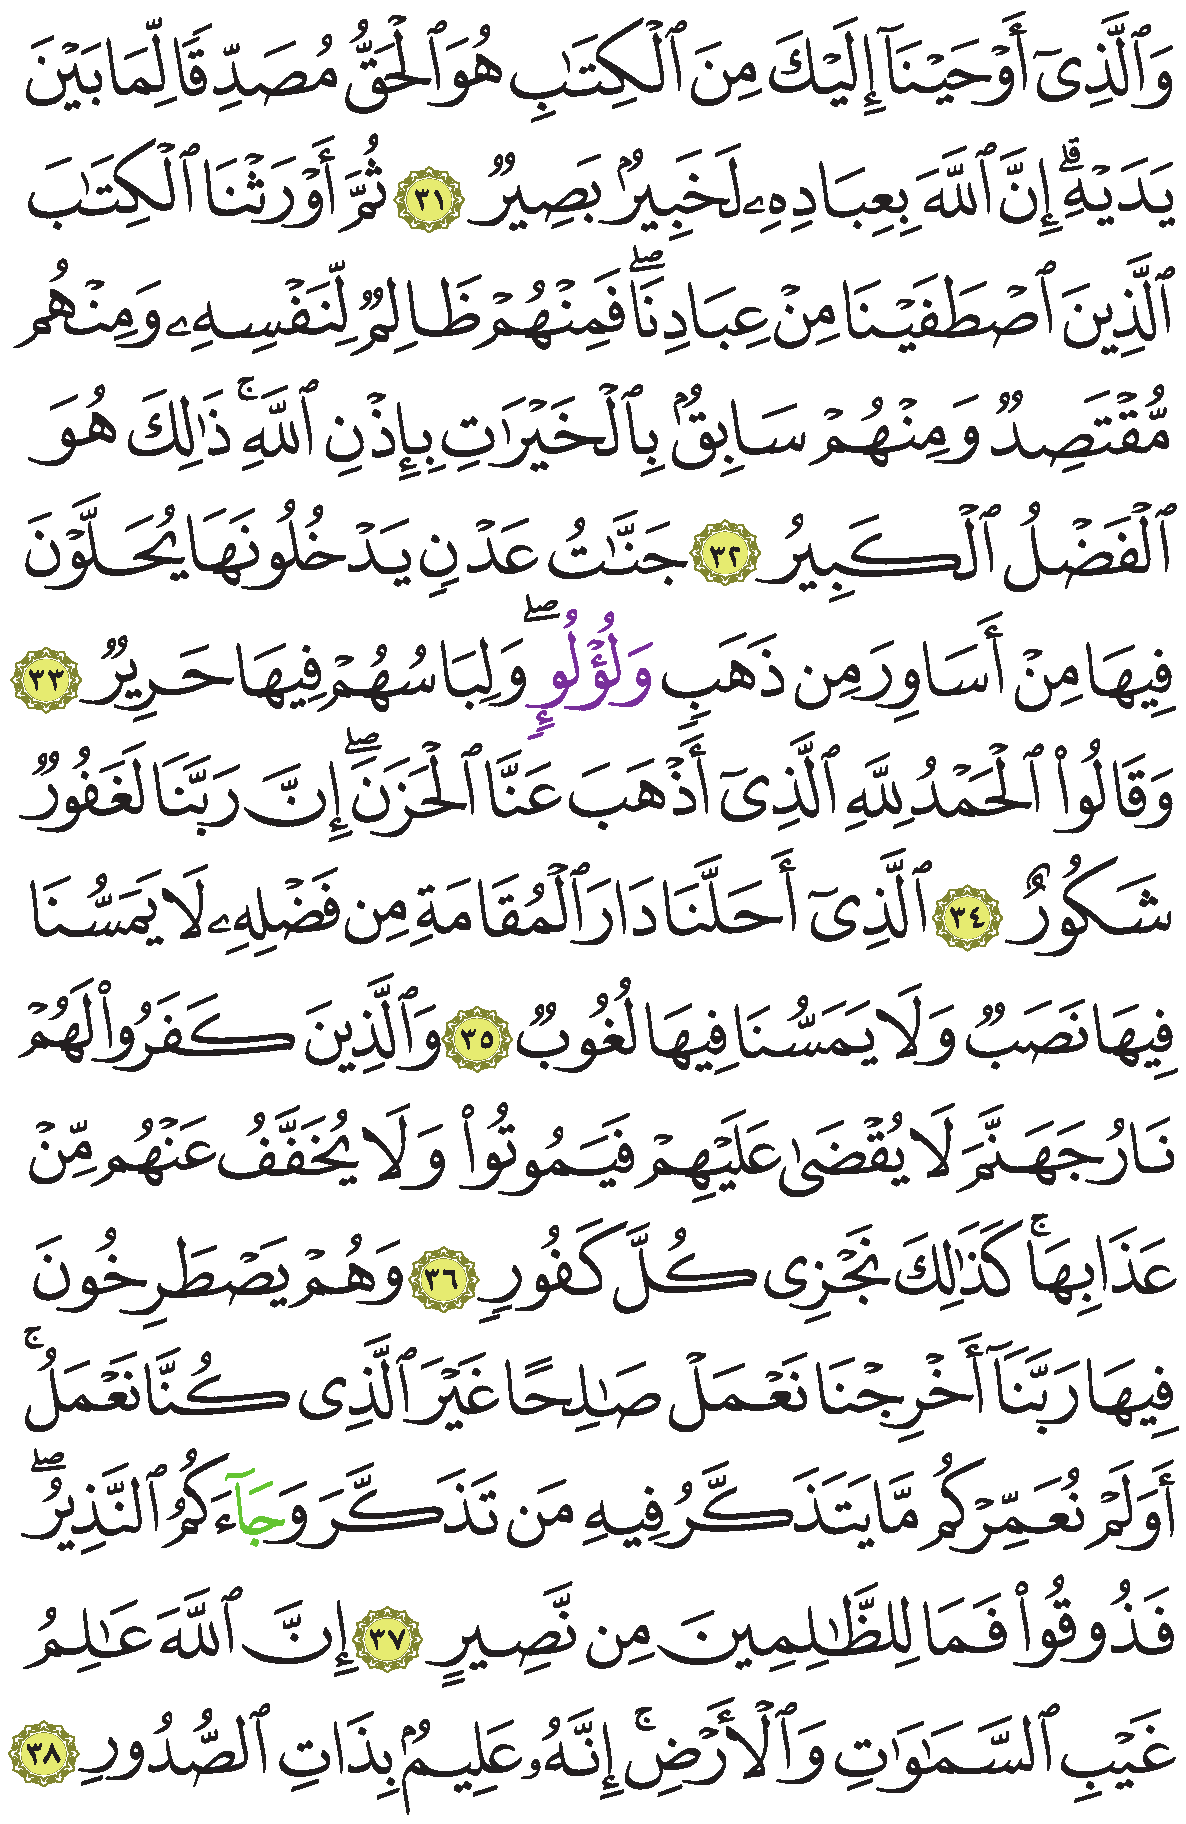 وَٱلَّذِىٓ أَوْحَيْنَآ إِلَيْكَ مِنَ ٱلْكِتَٰبِ هُوَ ٱلْحَقُّ مُصَدِّقًا لِّمَا بَيْنَ
يَدَيْهِ ۗ إِنَّ ٱللَّهَ بِعِبَادِهِۦ لَخَبِيرٌۢ بَصِيرٌ ٣١ ثُمَّ أَوْرَثْنَا ٱلْكِتَٰبَ
ٱلَّذِينَ ٱصْطَفَيْنَا مِنْ عِبَادِنَا ۖ فَمِنْهُمْ ظَالِمٌ لِّنَفْسِهِۦ وَمِنْهُم
مُّقْتَصِدٌ وَمِنْهُمْ سَابِقٌۢ بِٱلْخَيْرَٰتِ بِإِذْنِ ٱللَّهِ ۚ ذَٰلِكَ هُوَ
ٱلْفَضْلُ ٱلْكَبِيرُ ٣٢ جَنَّٰتُ عَدْنٍ يَدْخُلُونَهَا يُحَلَّوْنَ
فِيهَا مِنْ أَسَاوِرَ مِن ذَهَبٍ وَلُؤْلُوٍٕ ۖ وَلِبَاسُهُمْ فِيهَا حَرِيرٌ ٣٣
وَقَالُوا۟ ٱلْحَمْدُ لِلَّهِ ٱلَّذِىٓ أَذْهَبَ عَنَّا ٱلْحَزَنَ ۖ إِنَّ رَبَّنَا لَغَفُورٌ
شَكُورٌ ٣٤ ٱلَّذِىٓ أَحَلَّنَا دَارَ ٱلْمُقَامَةِ مِن فَضْلِهِۦ لَا يَمَسُّنَا
فِيهَا نَصَبٌ وَلَا يَمَسُّنَا فِيهَا لُغُوبٌ ٣٥ وَٱلَّذِينَ كَفَرُوا۟ لَهُمْ
نَارُ جَهَنَّمَ لَا يُقْضَىٰ عَلَيْهِمْ فَيَمُوتُوا۟ وَلَا يُخَفَّفُ عَنْهُم مِّنْ
عَذَابِهَا ۚ كَذَٰلِكَ نَجْزِى كُلَّ كَفُورٍ ٣٦ وَهُمْ يَصْطَرِخُونَ
فِيهَا رَبَّنَآ أَخْرِجْنَا نَعْمَلْ صَٰلِحًا غَيْرَ ٱلَّذِى كُنَّا نَعْمَلُ ۚ
أَوَلَمْ نُعَمِّرْكُم مَّا يَتَذَكَّرُ فِيهِ مَن تَذَكَّرَ وَجَآءَكُمُ ٱلنَّذِيرُ ۖ
فَذُوقُوا۟ فَمَا لِلظَّٰلِمِينَ مِن نَّصِيرٍ ٣٧ إِنَّ ٱللَّهَ عَٰلِمُ
غَيْبِ ٱلسَّمَٰوَٰتِ وَٱلْأَرْضِ ۚ إِنَّهُۥ عَلِيمٌۢ بِذَاتِ ٱلصُّدُورِ ٣٨